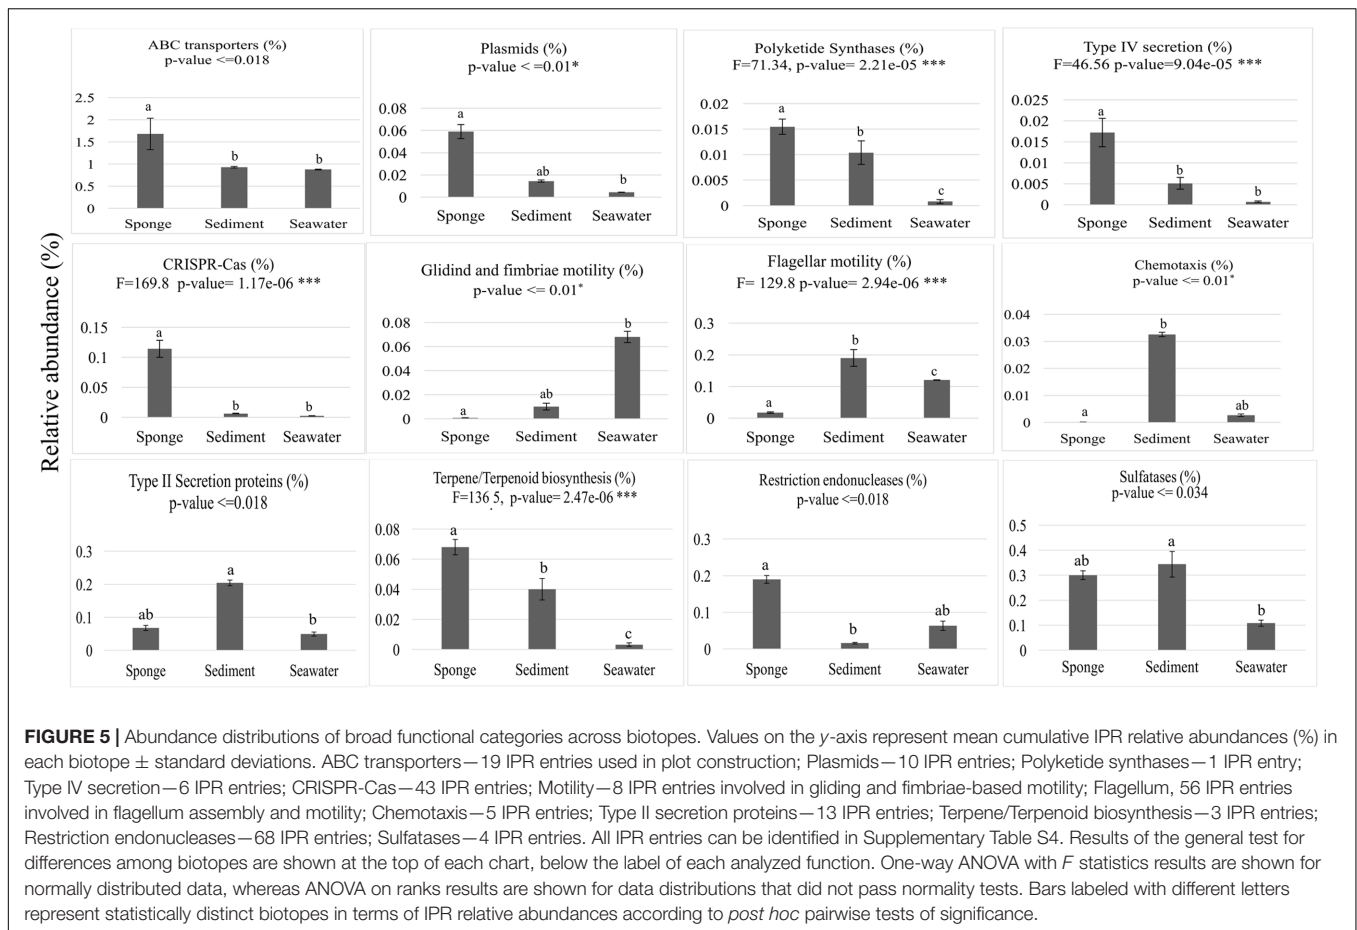 Relative abundance (%)
ABC transporters (%)
p-value <=0.018
2.5
2
1.5
1
0.5
0
a
b
b
Sponge Sediment Seawater
Plasmids (%)
p-value < =0.01*
0.08
0.06
0.04
0.02
0
a
ab
b
Sponge Sediment Seawater
Polyketide Synthases (%)
F=71.34, p-value= 2.21e-05 ***
0.02
0.015
0.01
0.005
0
a
b
c
Sponge Sediment Seawater
Type IV secretion (%)
F=46.56 p-value=9.04e-05 ***
0.025
0.02
0.015
0.01
0.005
0
a
b
b
Sponge Sediment Seawater
CRISPR-Cas (%)
F=169.8 p-value= 1.17e-06 ***
0.15
0.1
0.05
0
a
b
b
Sponge Sediment Seawater
Glidind and fimbriae motility (%)
p-value <= 0.01*
0.08
0.06
0.04
0.02
0
a
ab
b
Sponge Sediment Seawater
Flagellar motility (%)
F= 129.8 p-value= 2.94e-06 ***
0.3
0.2
0.1
0
a
b
c
Sponge Sediment Seawater
Chemotaxis (%)
p-value <= 0.01*
0.04
0.03
0.02
0.01
0
a
b
ab
Sponge Sediment Seawater
Type II Secretion proteins (%)
p-value <=0.018
0.3
0.2
0.1
0
ab
a
b
Sponge Sediment Seawater
Terpene/Terpenoid biosynthesis (%)
F=136.5, p-value= 2.47e-06 ***
0.08
0.06
0.04
0.02
0
a
b
c
Sponge Sediment Seawater
Restriction endonucleases (%)
p-value <=0.018
0.3
0.2
0.1
0
a
b
ab
Sponge Sediment Seawater
Sulfatases (%)
p-value <= 0.034
0.5
0.4
0.3
0.2
0.1
0
ab
a
b
Sponge Sediment Seawater
FIGURE 5 | Abundance distributions of broad functional categories across biotopes. Values on the y-axis represent mean cumulative IPR relative abundances (%) in
each biotope ± standard deviations. ABC transporters—19 IPR entries used in plot construction; Plasmids—10 IPR entries; Polyketide synthases—1 IPR entry;
Type IV secretion—6 IPR entries; CRISPR-Cas—43 IPR entries; Motility—8 IPR entries involved in gliding and fimbriae-based motility; Flagellum, 56 IPR entries
involved in flagellum assembly and motility; Chemotaxis—5 IPR entries; Type II secretion proteins—13 IPR entries; Terpene/Terpenoid biosynthesis—3 IPR entries;
Restriction endonucleases—68 IPR entries; Sulfatases—4 IPR entries. All IPR entries can be identified in Supplementary Table S4. Results of the general test for
differences among biotopes are shown at the top of each chart, below the label of each analyzed function. One-way ANOVA with F statistics results are shown for
normally distributed data, whereas ANOVA on ranks results are shown for data distributions that did not pass normality tests. Bars labeled with different letters
represent statistically distinct biotopes in terms of IPR relative abundances according to post hoc pairwise tests of significance.